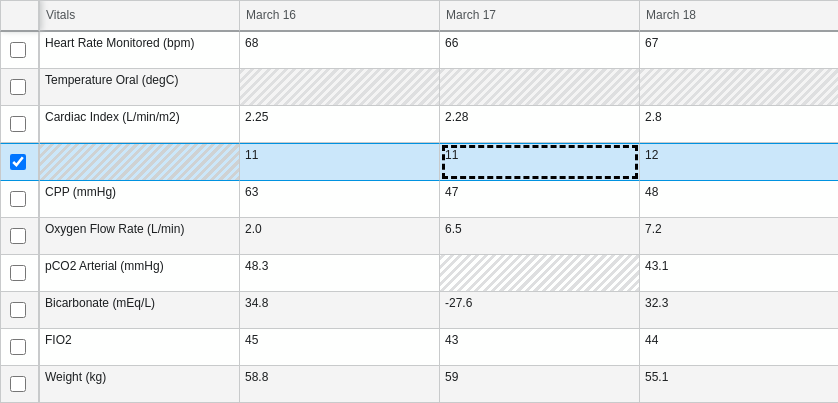 Vitals March 16 March 17 March 18
Heart Rate Monitored (bpm) 68 66 67
Temperature Oral (degC)
Cardiac Index (L/min/m2) 2.25 2.28 2.8
11 11 12
CPP (mmHg) 63 47 48
Oxygen Flow Rate (L/min) 2.0 6.5 7.2
pCO2 Arterial (mmHg) 48.3 43.1
Bicarbonate (mEq/L) 34.8 -27.6 32.3
FIO2 45 43 44
Weight (kg) 58.8 59 55.1